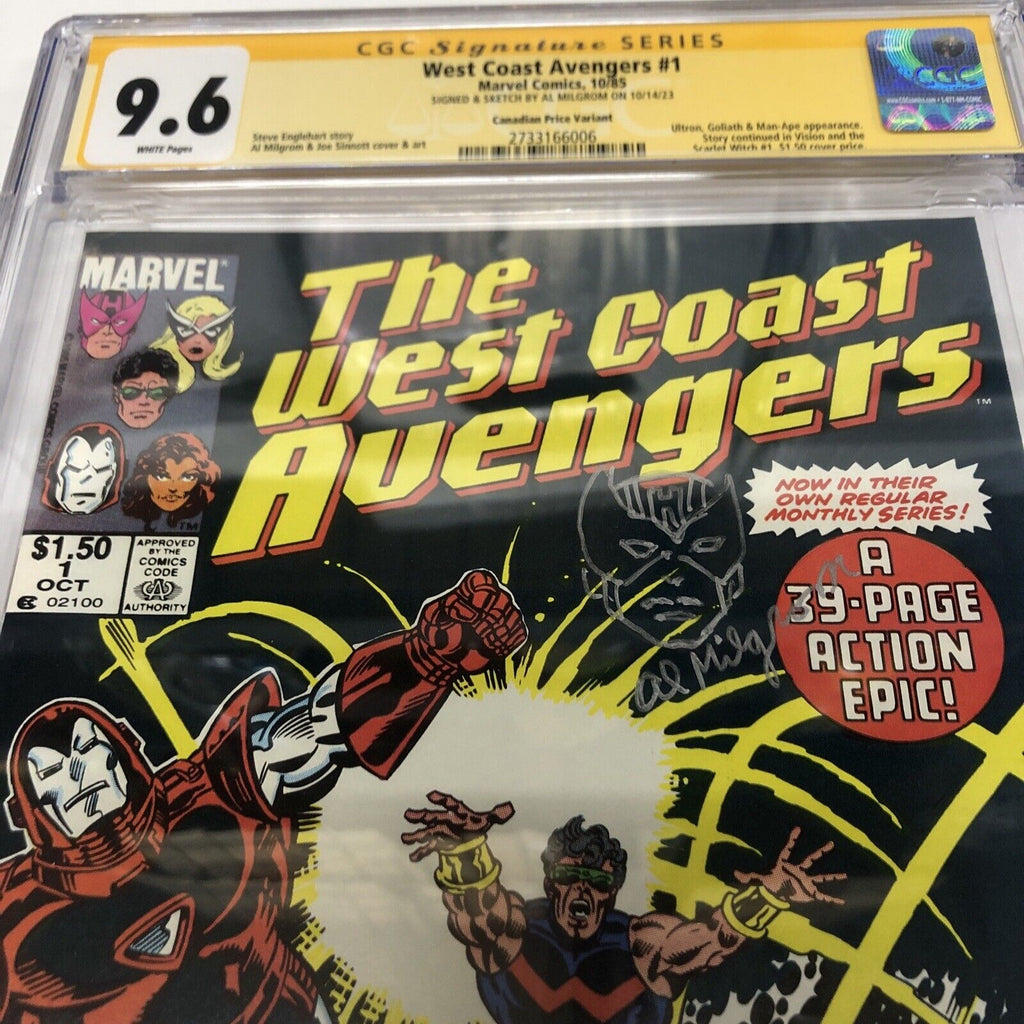 CGC Signature SERIES
West Coast Avengers #1
Marvel Comics, 10/85
SIGNED & SKETCH BY AL MILGROM ON 10/14/23
9.6
WHITE Pages
Steve Englehart story
Al Milgrom & Joe Sinnott cover & art
Canadian Price Variant
2733166006
Ultron, Goliath & Man-Ape appearance.
Story continued in Vision and the
Scarlet Witch #1. $1.50 cover price.
CGC
MARVEL
The
West Coast
Avengers
TM
TM
$1.50
1
OCT
02100
APPROVED
BY THE
COMICS
CODE
AUTHORITY
NOW IN THEIR
OWN REGULAR
MONTHLY SERIES!
A
39-PAGE
ACTION
EPIC!
H
Al Milgrom